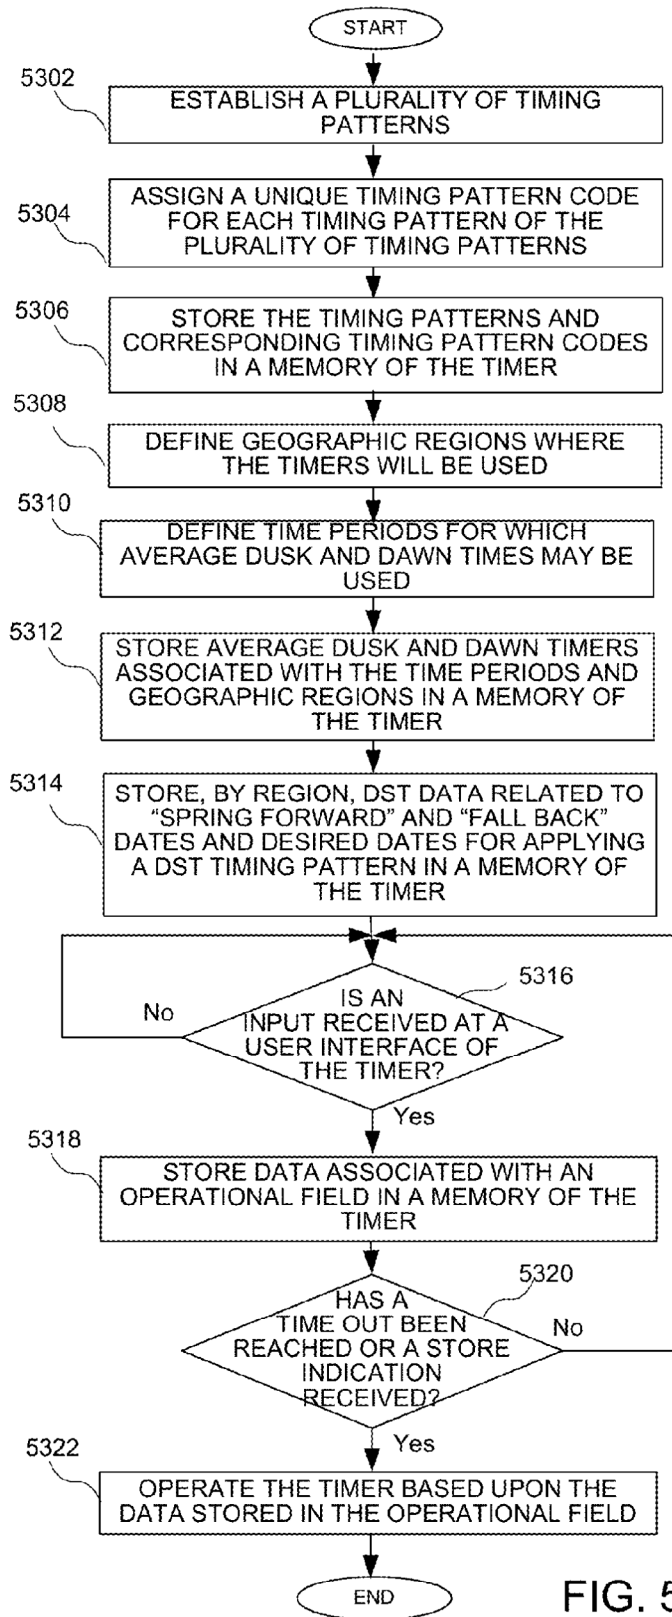 START
5302
ESTABLISH A PLURALITY OF TIMING
PATTERNS
5304
ASSIGN A UNIQUE TIMING PATTERN CODE
FOR EACH TIMING PATTERN OF THE
PLURALITY OF TIMING PATTERNS
5306
STORE THE TIMING PATTERNS AND
CORRESPONDING TIMING PATTERN CODES
IN A MEMORY OF THE TIMER
5308
DEFINE GEOGRAPHIC REGIONS WHERE
THE TIMERS WILL BE USED
5310
DEFINE TIME PERIODS FOR WHICH
AVERAGE DUSK AND DAWN TIMES MAY BE
USED
5312
STORE AVERAGE DUSK AND DAWN TIMERS
ASSOCIATED WITH THE TIME PERIODS AND
GEOGRAPHIC REGIONS IN A MEMORY OF
THE TIMER
5314
STORE, BY REGION, DST DATA RELATED TO
“SPRING FORWARD” AND “FALL BACK”
DATES AND DESIRED DATES FOR APPLYING
A DST TIMING PATTERN IN A MEMORY OF
THE TIMER
5316
No
IS AN
INPUT RECEIVED AT A
USER INTERFACE OF
THE TIMER?
Yes
5318
STORE DATA ASSOCIATED WITH AN
OPERATIONAL FIELD IN A MEMORY OF THE
TIMER
5320
HAS A
TIME OUT BEEN
REACHED OR A STORE
INDICATION
RECEIVED?
No
Yes
5322
OPERATE THE TIMER BASED UPON THE
DATA STORED IN THE OPERATIONAL FIELD
END
FIG. 5